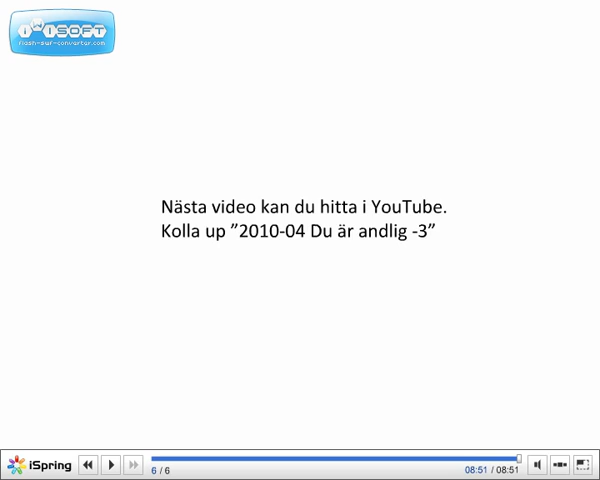 iWiSOFT
flash-swf-converter.com
Nästa video kan du hitta i YouTube.
Kolla up ”2010-04 Du är andlig -3”
iSpring
6 / 6
08:51 / 08:51